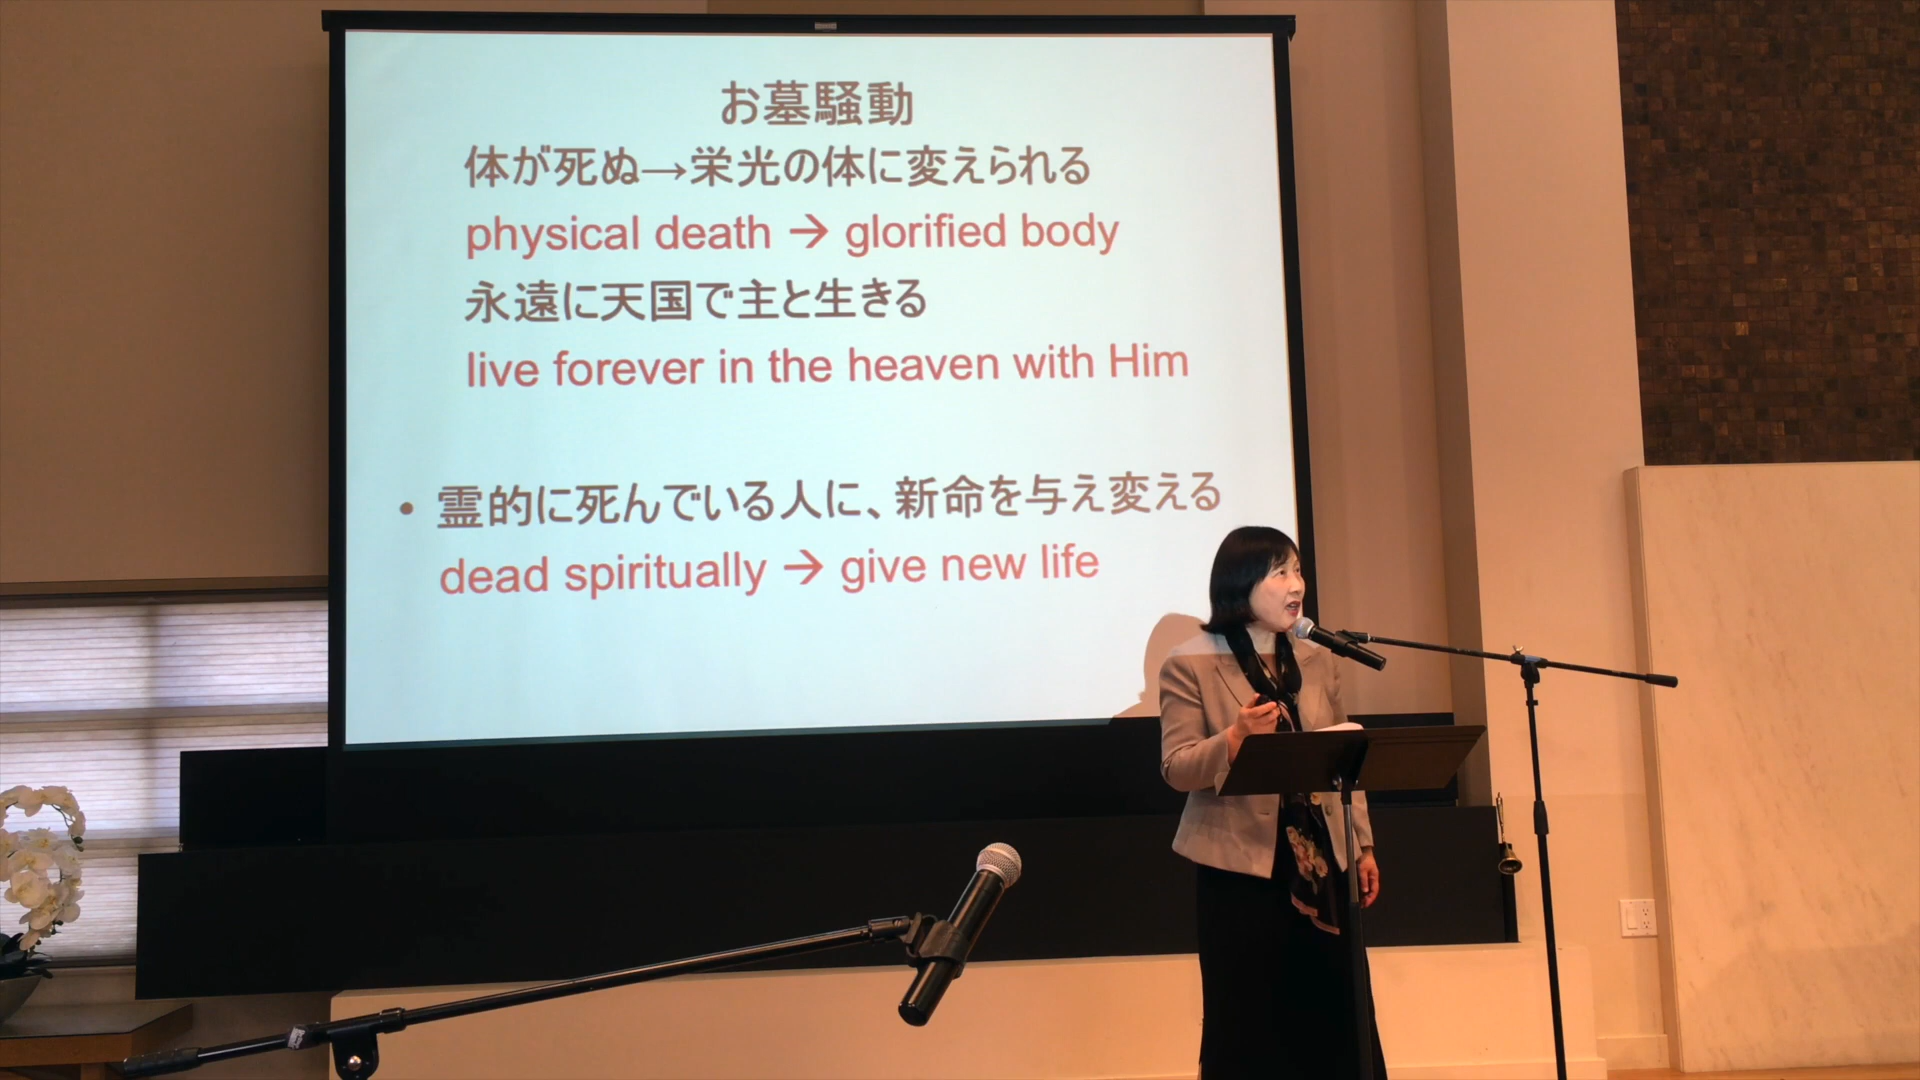 お墓騒動
体が死ぬ→栄光の体に変えられる
physical death → glorified body
永遠に天国で主と生きる
live forever in the heaven with Him
• 霊的に死んでいる人に、新命を与え変える
dead spiritually → give new life